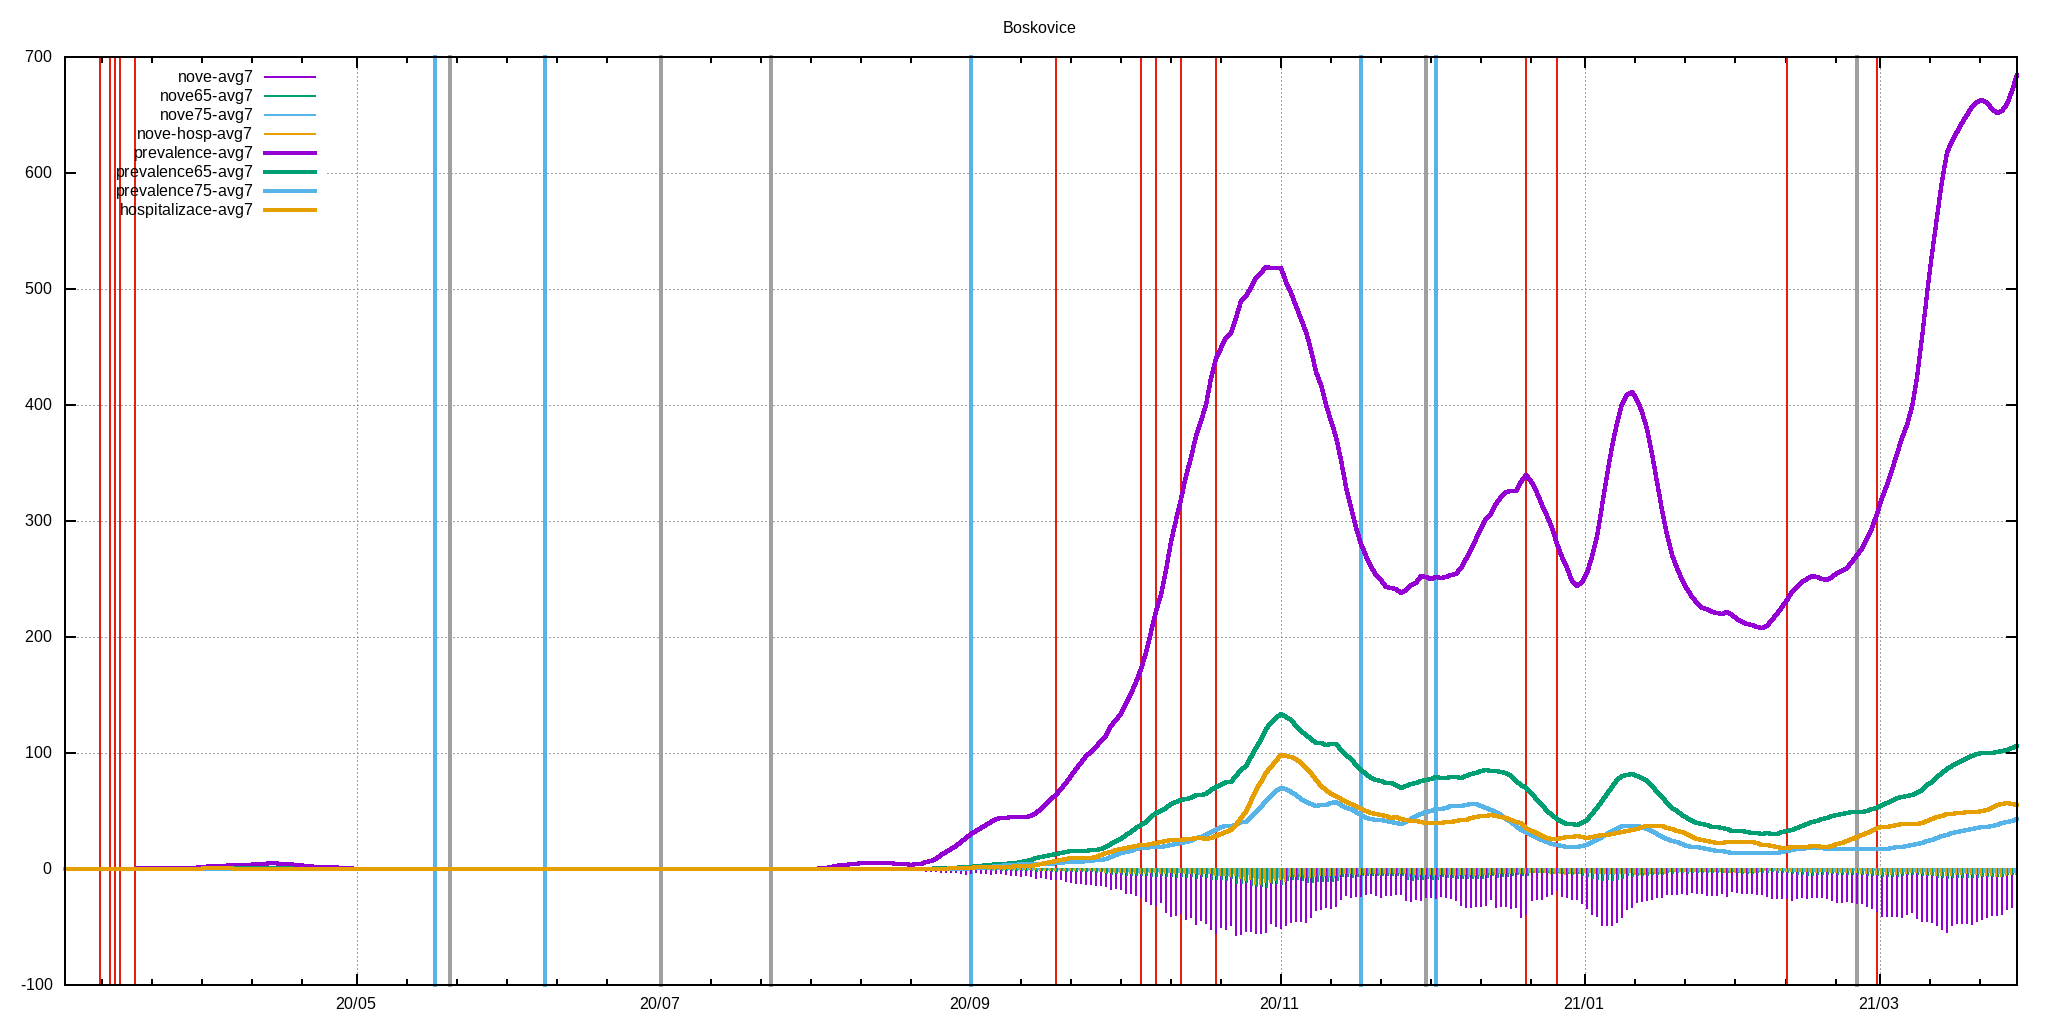 Boskovice
700
600
500
400
300
200
100
0
-100
nove-avg7
nove65-avg7
nove75-avg7
nove-hosp-avg7
prevalence-avg7
prevalence65-avg7
prevalence75-avg7
hospitalizace-avg7
20/05 20/07 20/09 20/11 21/01 21/03